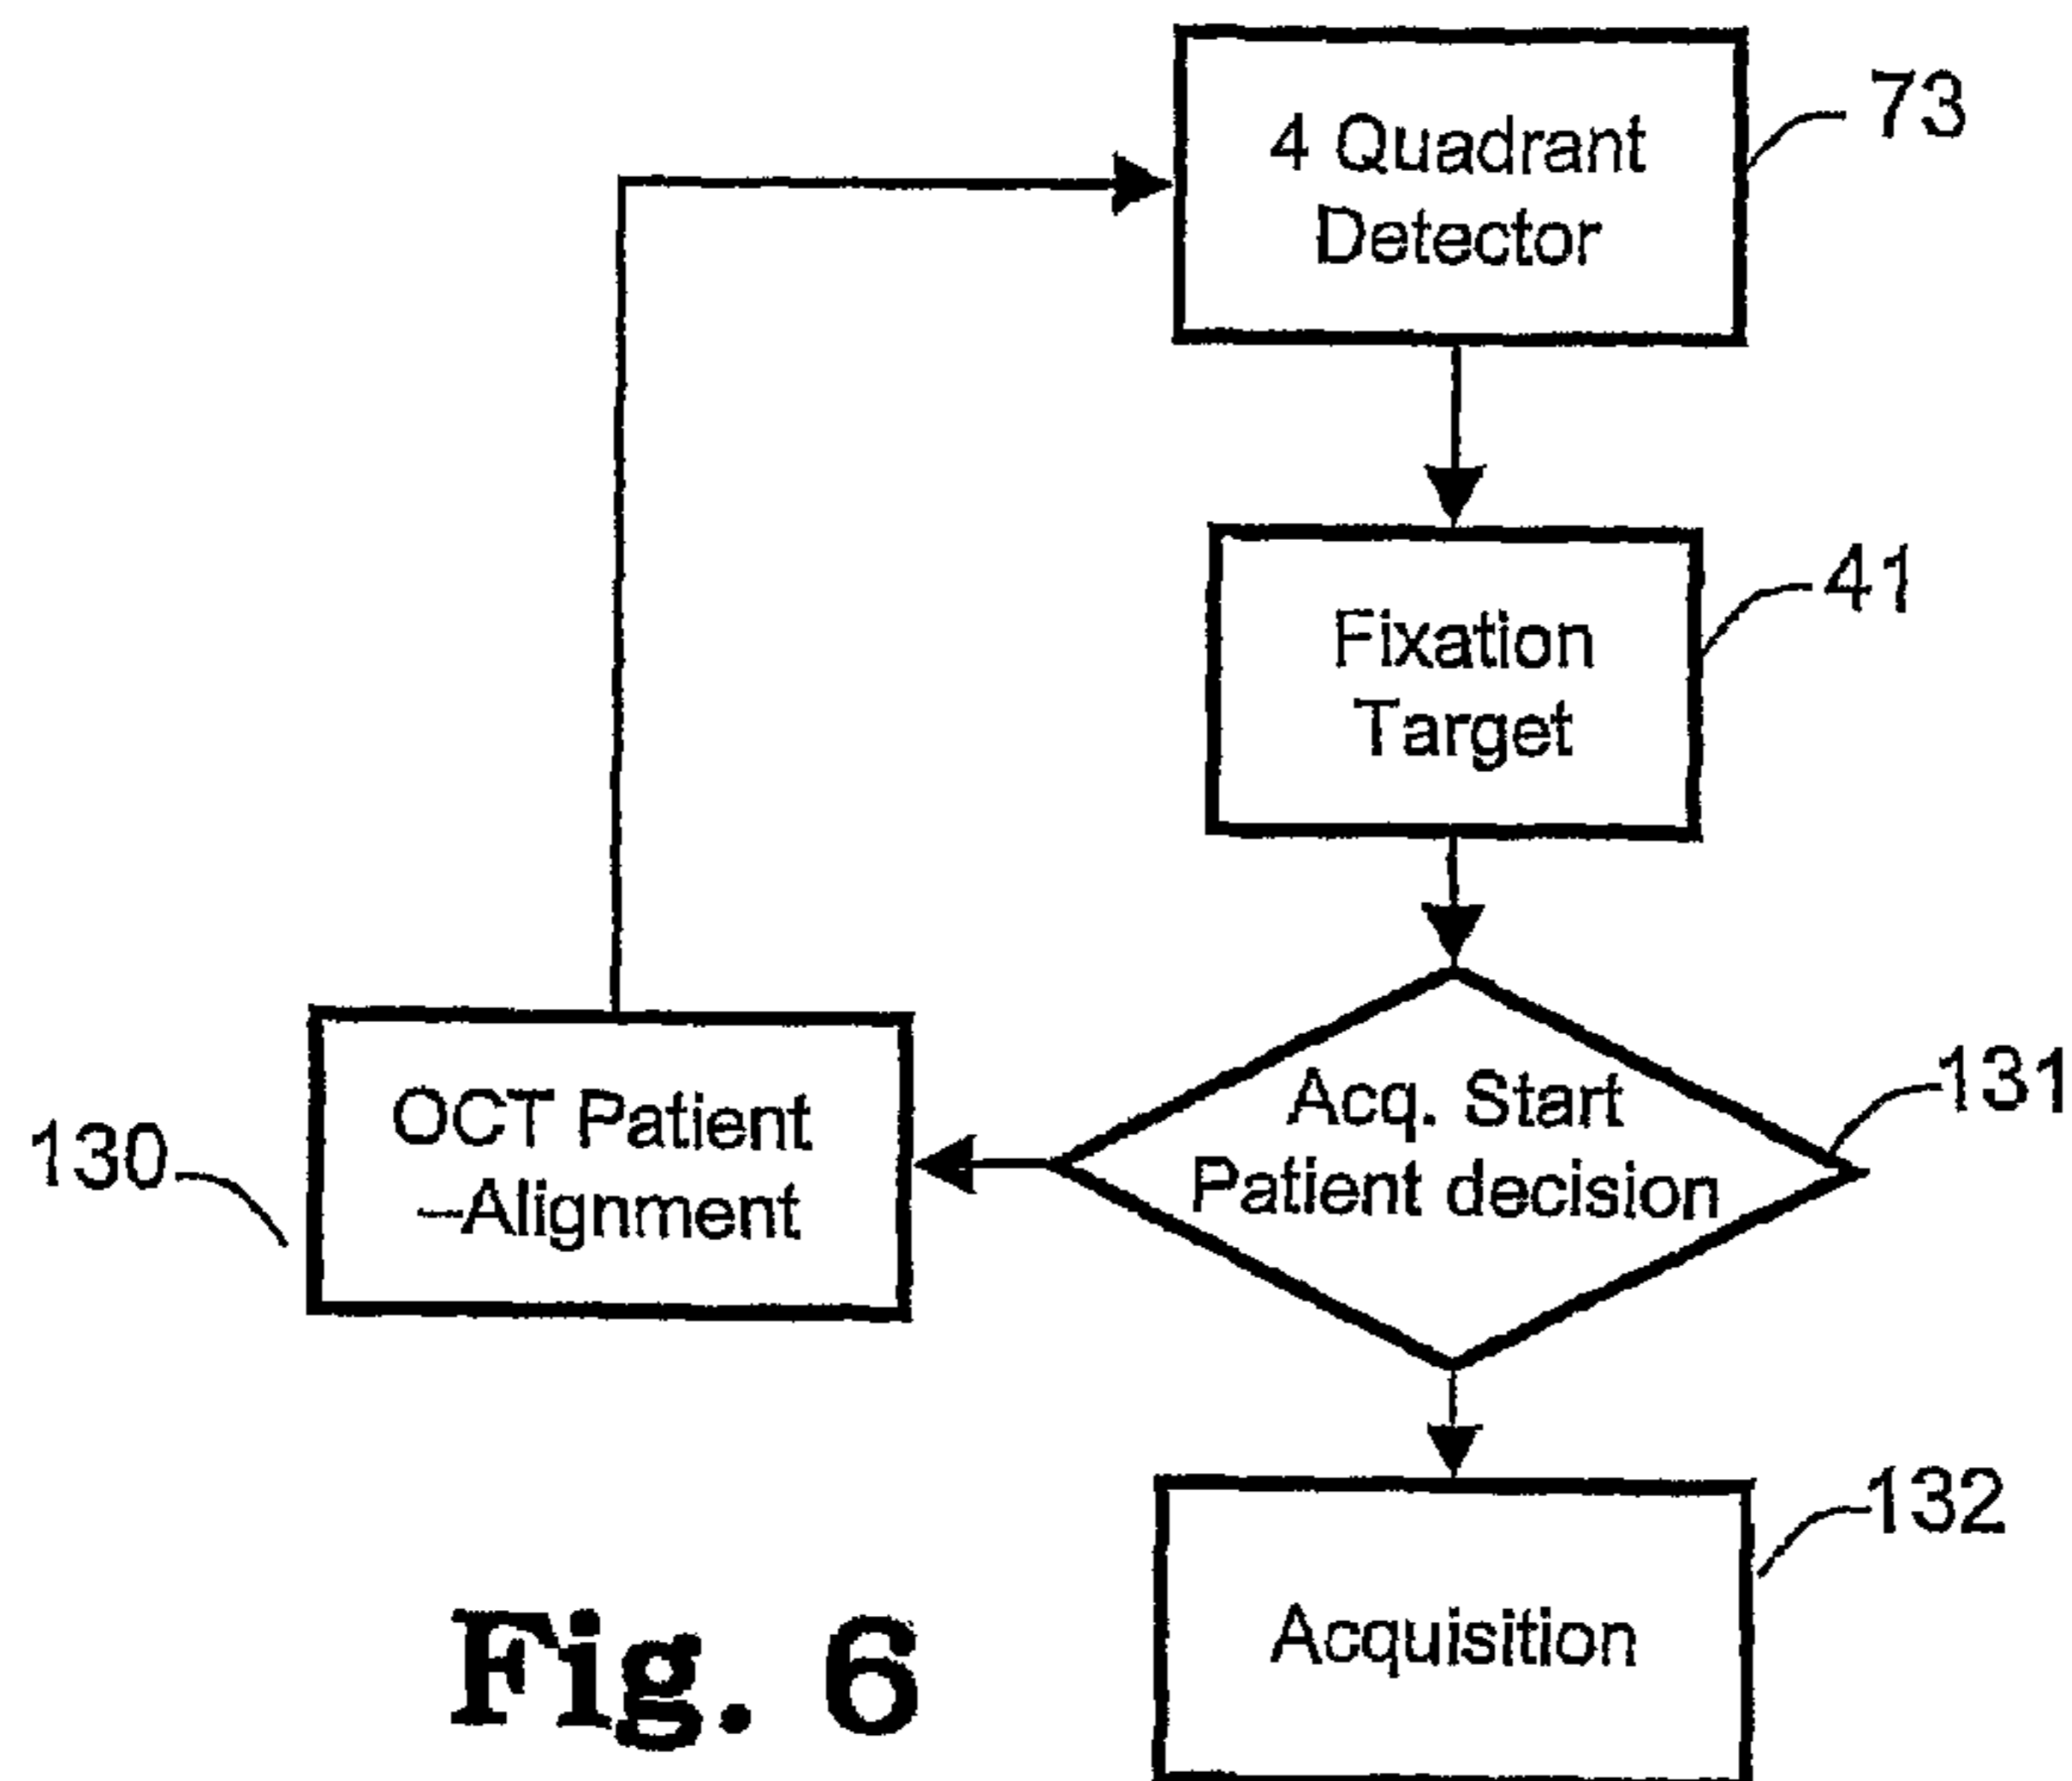 4 Quadrant
Detector
73
Fixation
Target
41
Acq. Start
Patient decision
131
OCT Patient
–Alignment
130
Acquisition
132
Fig. 6